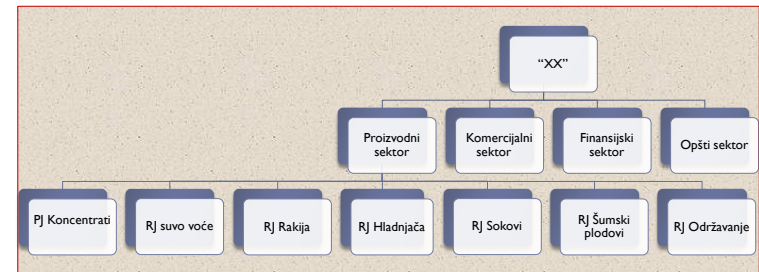 “XX”
Proizvodni
sektor
Komercijalni
sektor
Finansijski
sektor
Opšti sektor
PJ Koncentrati
RJ suvo voće
RJ Rakija
RJ Hladnjača
RJ Sokovi
RJ Šumski
plodovi
RJ Održavanje